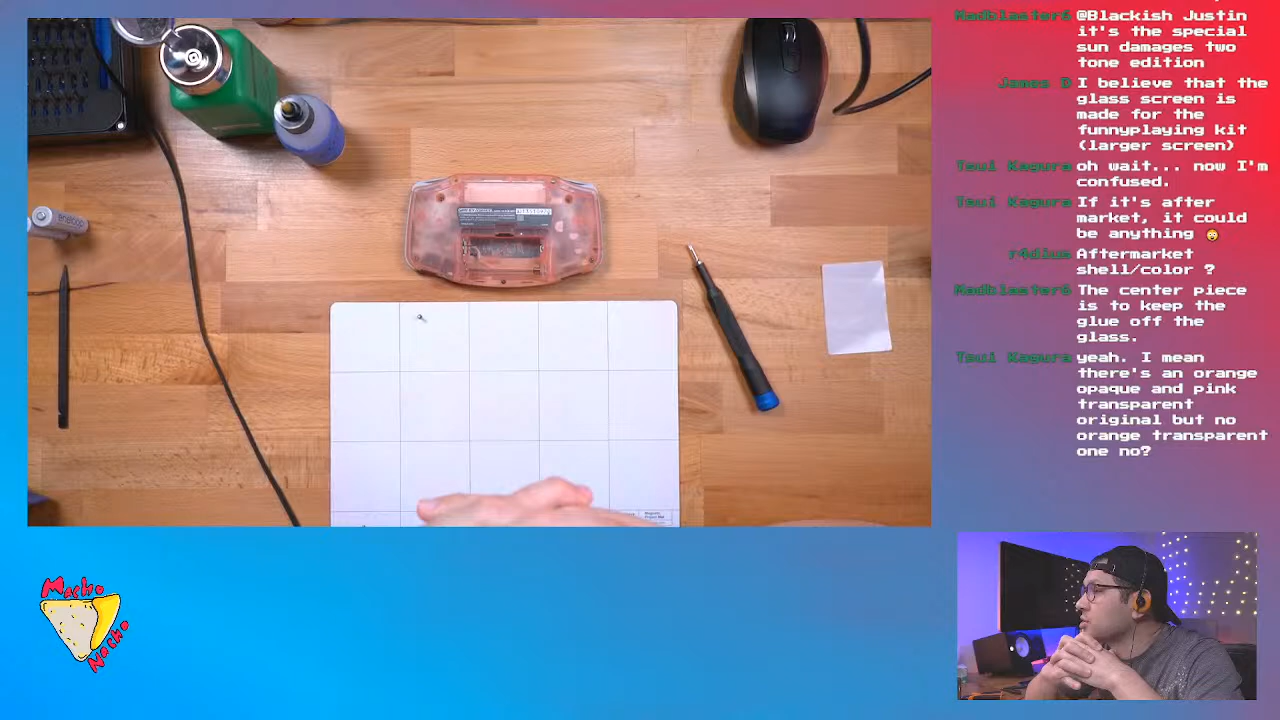 Madblaster6 @Blackish Justin
it's the special
sun damages two
tone edition
James D I believe that the
glass screen is
made for the
funnyplaying kit
(larger screen)
Tsui Kagura oh wait... now I'm
confused.
Tsui Kagura If it's after
market, it could
be anything 😳
r4dius Aftermarket
shell/color ?
Madblaster6 The center piece
is to keep the
glue off the
glass.
Tsui Kagura yeah. I mean
there's an orange
opaque and pink
transparent
original but no
orange transparent
one no?
Macho
Nacho